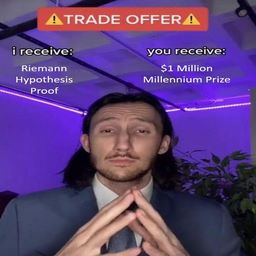 ⚠TRADE OFFER⚠
i receive:
you receive:
Riemann
Hypothesis
Proof
$1 Million
Millennium Prize